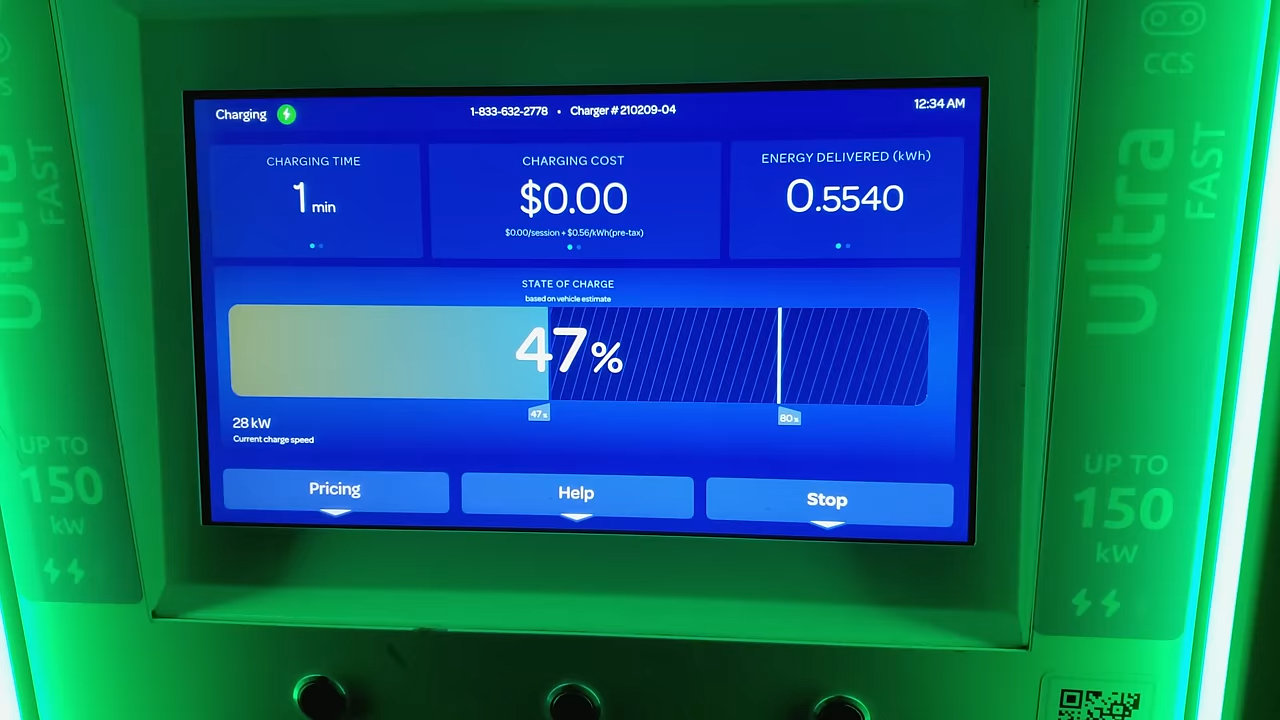 Charging
1-833-632-2778 • Charger # 210209-04
12:34 AM
CHARGING TIME
1 min
CHARGING COST
$0.00
$0.00/session + $0.56/kWh(pre-tax)
ENERGY DELIVERED (kWh)
0.5540
STATE OF CHARGE
based on vehicle estimate
47%
47%
80%
28 kW
Current charge speed
Pricing
Help
Stop
Ultra
FAST
UP TO
150
kW
CCS
Ultra
FAST
UP TO
150
kW